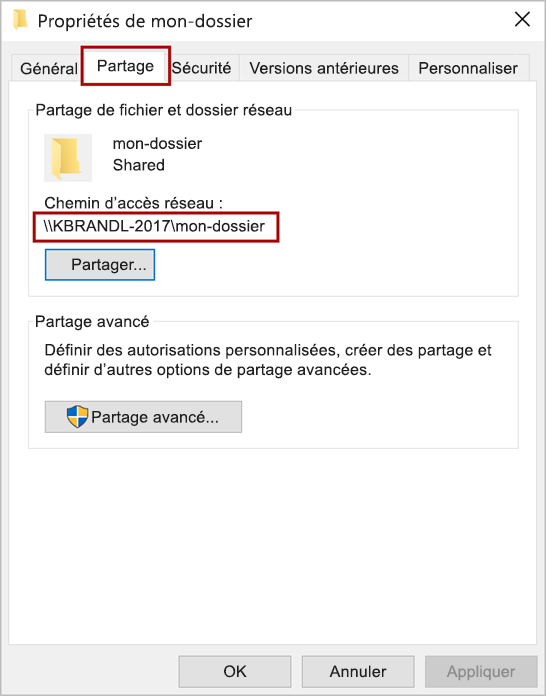 Propriétés de mon-dossier
Général Partage Sécurité Versions antérieures Personnaliser
Partage de fichier et dossier réseau
mon-dossier
Shared
Chemin d’accès réseau :
\\KBRANDL-2017\mon-dossier
Partager...
Partage avancé
Définir des autorisations personnalisées, créer des partage et
définir d’autres options de partage avancées.
Partage avancé...
OK Annuler Appliquer